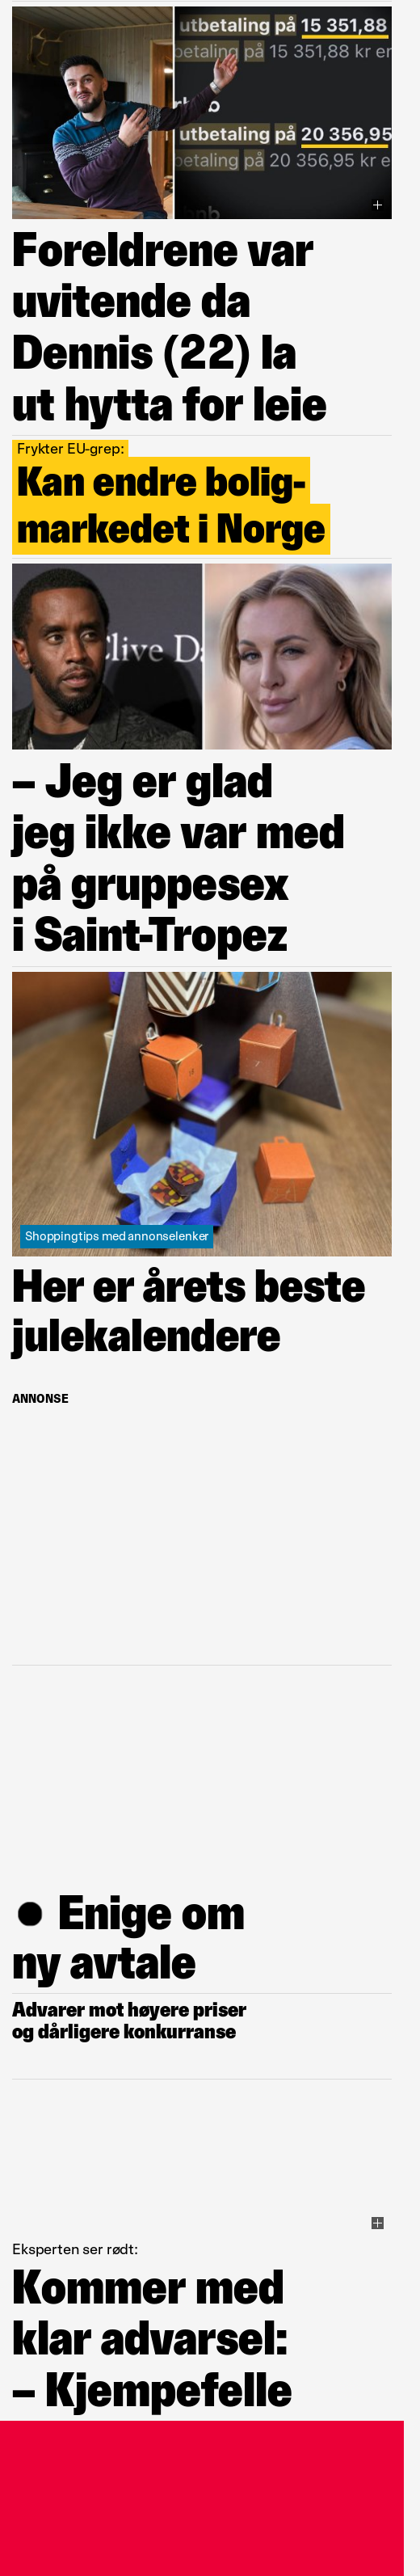 utbetaling på 15 351,88
betaling på 15 351,88 kr er
utbetaling på 20 356,95
betaling på 20 356,95 kr e
Foreldrene var
uvitende da
Dennis (22) la
ut hytta for leie
Frykter EU-grep:
Kan endre bolig-
markedet i Norge
Clive Da
– Jeg er glad
jeg ikke var med
på gruppesex
i Saint-Tropez
Shoppingtips med annonselenker
Her er årets beste
julekalendere
ANNONSE
● Enige om
ny avtale
Advarer mot høyere priser
og dårligere konkurranse
Eksperten ser rødt:
Kommer med
klar advarsel:
– Kjempefelle